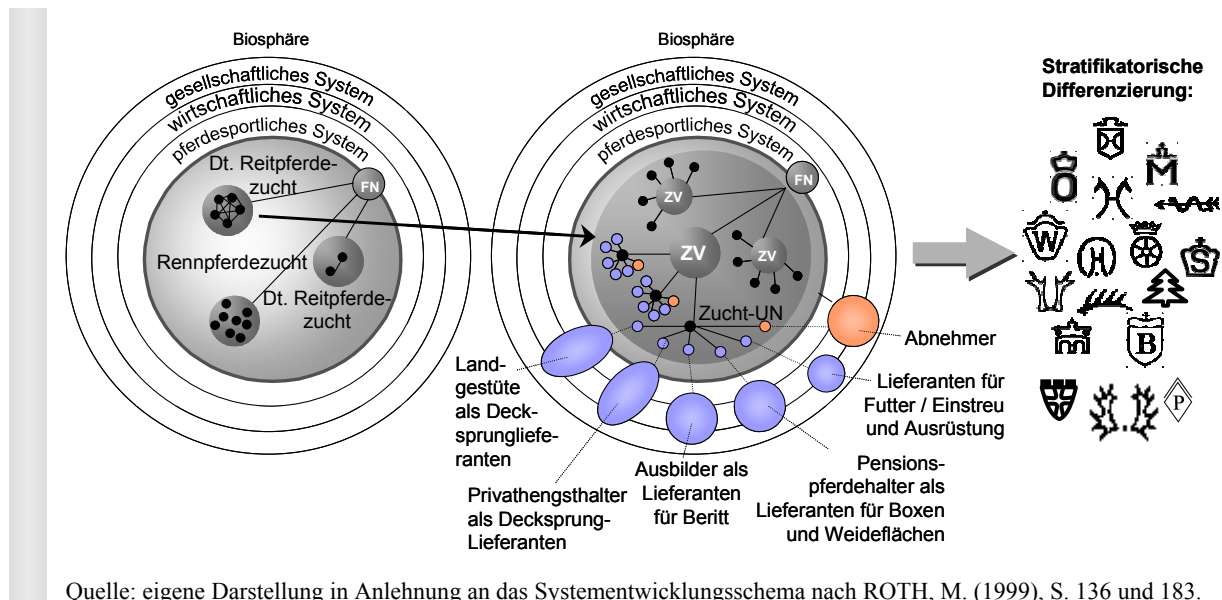 Biosphäre
gesellschaftliches System
wirtschaftliches System
pferdesportliches System
Dt. Reitpferde-
zucht
FN
Rennpferdezucht
Dt. Reitpferde-
zucht
Biosphäre
gesellschaftliches System
wirtschaftliches System
pferdesportliches System
FN
ZV
ZV
ZV
Zucht-UN
Abnehmer
Land-
gestüte
als Deck-
sprungliefe-
ranten
Privathengsthalter
als Decksprung-
Lieferanten
Ausbilder als
Lieferanten
für Beritt
Pensions-
pferdehalter als
Lieferanten für Boxen
und Weideflächen
Lieferanten für
Futter / Einstreu
und Ausrüstung
Stratifikatorische
Differenzierung:
O
M
W
H
S
B
P
Quelle: eigene Darstellung in Anlehnung an das Systementwicklungsschema nach ROTH, M. (1999), S. 136 und 183.